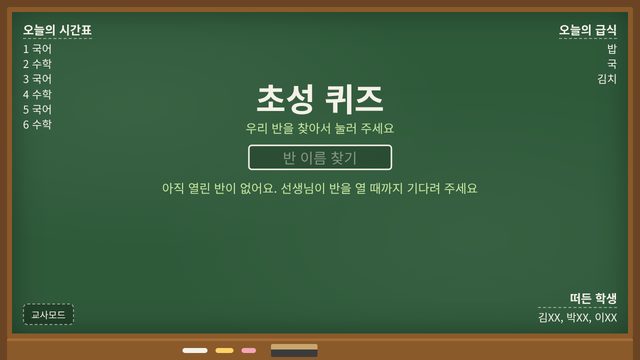 오늘의 시간표
1 국어
2 수학
3 국어
4 수학
5 국어
6 수학
오늘의 급식
밥
국
김치
초성 퀴즈
우리 반을 찾아서 눌러 주세요
반 이름 찾기
아직 열린 반이 없어요. 선생님이 반을 열 때까지 기다려 주세요
교사모드
떠든 학생
김XX, 박XX, 이XX